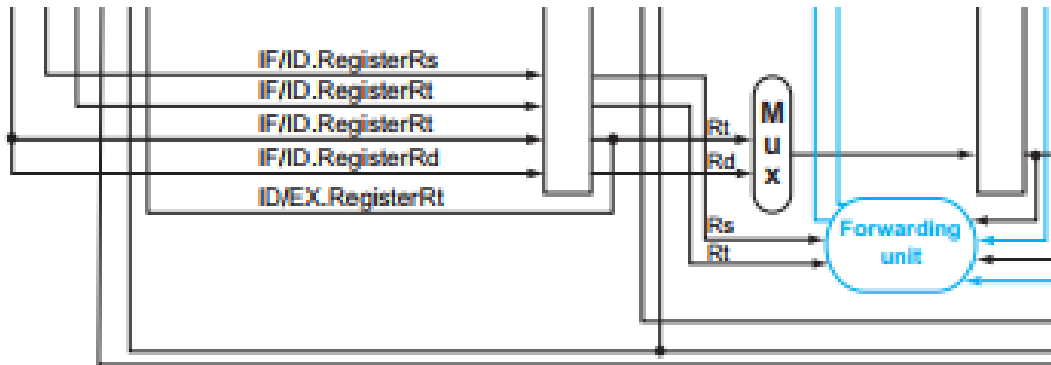 IF/ID.RegisterRs
IF/ID.RegisterRt
IF/ID.RegisterRt
IF/ID.RegisterRd
ID/EX.RegisterRt
Rt
Rd
Mux
Rs
Rt
Forwarding
unit